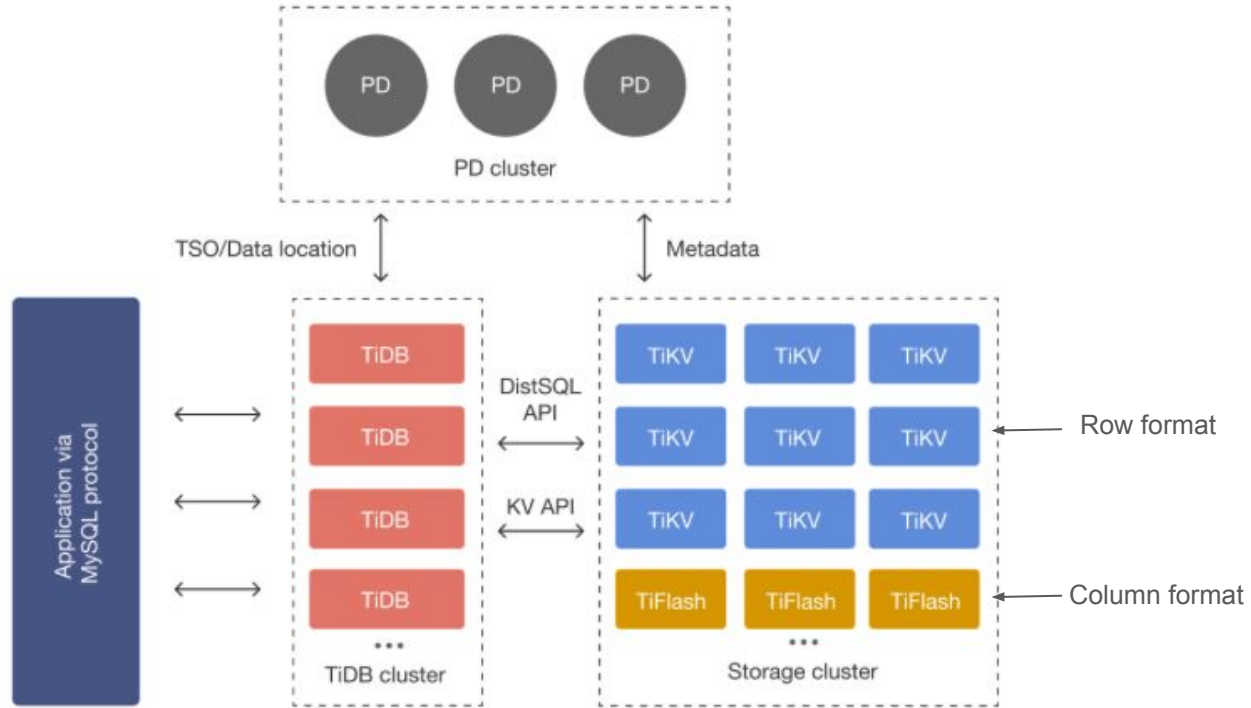 PD PD PD
PD cluster
TSO/Data location
Metadata
Application via
MySQL protocol
TiDB
TiDB
TiDB
TiDB
...
TiDB cluster
DistSQL
API
KV API
TiKV TiKV TiKV
TiKV TiKV TiKV
TiKV TiKV TiKV
TiFlash TiFlash TiFlash
...
Storage cluster
Row format
Column format